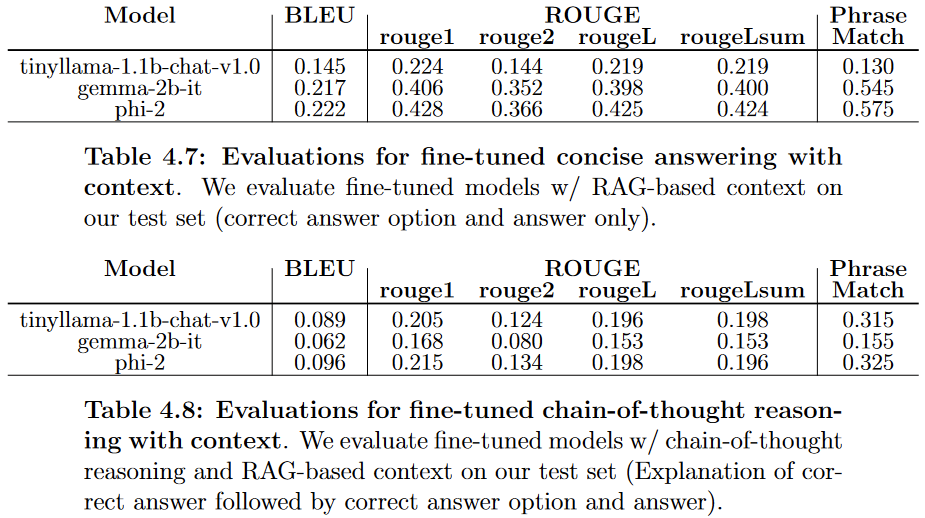 Model BLEU ROUGE Phrase
rouge1 rouge2 rougeL rougeLsum Match
tinyllama-1.1b-chat-v1.0 0.145 0.224 0.144 0.219 0.219 0.130
gemma-2b-it 0.217 0.406 0.352 0.398 0.400 0.545
phi-2 0.222 0.428 0.366 0.425 0.424 0.575
Table 4.7: Evaluations for fine-tuned concise answering with
context. We evaluate fine-tuned models w/ RAG-based context on
our test set (correct answer option and answer only).
Model BLEU ROUGE Phrase
rouge1 rouge2 rougeL rougeLsum Match
tinyllama-1.1b-chat-v1.0 0.089 0.205 0.124 0.196 0.198 0.315
gemma-2b-it 0.062 0.168 0.080 0.153 0.153 0.155
phi-2 0.096 0.215 0.134 0.198 0.196 0.325
Table 4.8: Evaluations for fine-tuned chain-of-thought reason-
ing with context. We evaluate fine-tuned models w/ chain-of-thought
reasoning and RAG-based context on our test set (Explanation of cor-
rect answer followed by correct answer option and answer).